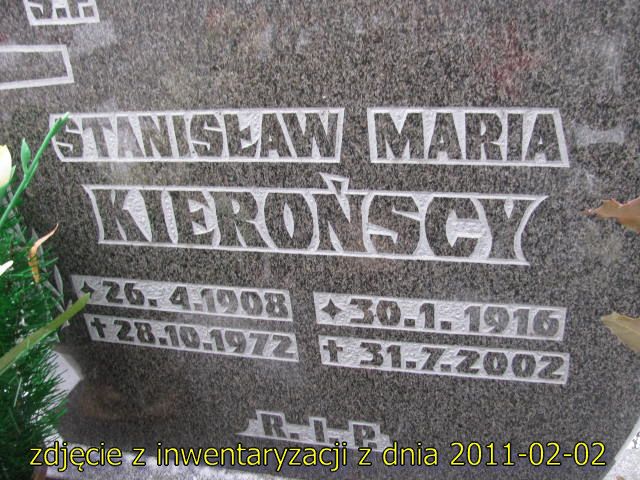 Ś.P.
STANISŁAW MARIA
KIEROŃSCY
✦ 26. 4.1908 ✦ 30.1.1916
✝ 28.10.1972 ✝ 31.7.2002
R.I.P.
zdjęcie z inwentaryzacji z dnia 2011-02-02